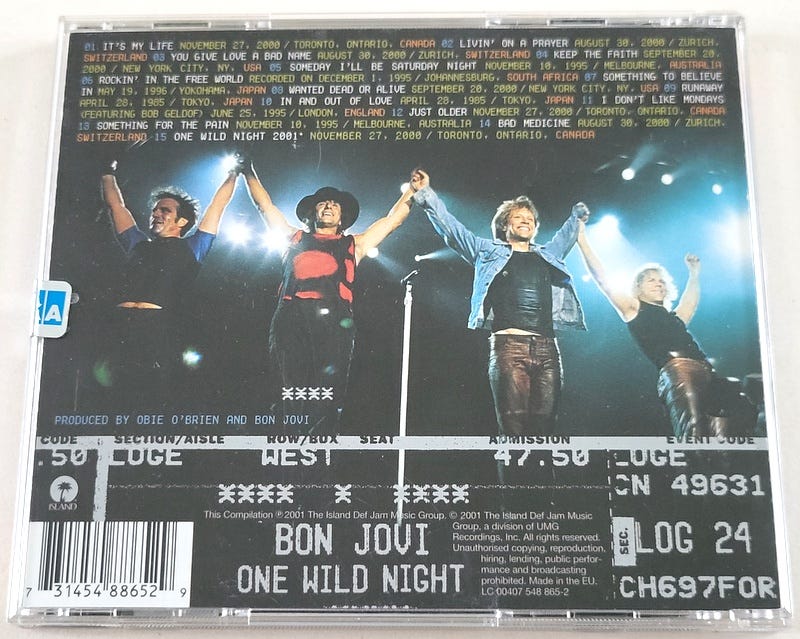 01 IT'S MY LIFE NOVEMBER 27, 2000 / TORONTO, ONTARIO, CANADA 02 LIVIN' ON A PRAYER AUGUST 30, 2000 / ZURICH,
SWITZERLAND 03 YOU GIVE LOVE A BAD NAME AUGUST 30, 2000 / ZURICH, SWITZERLAND 04 KEEP THE FAITH SEPTEMBER 20,
2000 / NEW YORK CITY, NY, USA 05 SOMEDAY I'LL BE SATURDAY NIGHT NOVEMBER 10, 1995 / MELBOURNE, AUSTRALIA
06 ROCKIN' IN THE FREE WORLD RECORDED ON DECEMBER 1, 1995 / JOHANNESBURG, SOUTH AFRICA 07 SOMETHING TO BELIEVE
IN MAY 19, 1996 / YOKOHAMA, JAPAN 08 WANTED DEAD OR ALIVE SEPTEMBER 20, 2000 / NEW YORK CITY, NY, USA 09 RUNAWAY
APRIL 28, 1985 / TOKYO, JAPAN 10 IN AND OUT OF LOVE APRIL 28, 1985 / TOKYO, JAPAN 11 I DON'T LIKE MONDAYS
(FEATURING BOB GELDOF) JUNE 25, 1995 / LONDON, ENGLAND 12 JUST OLDER NOVEMBER 27, 2000 / TORONTO, ONTARIO, CANADA
13 SOMETHING FOR THE PAIN NOVEMBER 10, 1995 / MELBOURNE, AUSTRALIA 14 BAD MEDICINE AUGUST 30, 2000 / ZURICH,
SWITZERLAND 15 ONE WILD NIGHT 2001* NOVEMBER 27, 2000 / TORONTO, ONTARIO, CANADA
A
PRODUCED BY OBIE O'BRIEN AND BON JOVI
CODE SECTION/AISLE ROW/BOX SEAT ADMISSION EVENT CODE
.50 LOGE WEST 47.50 LOGE
CN 49631
ISLAND
This Compilation ℗ 2001 The Island Def Jam Music Group. © 2001 The Island Def Jam Music
Group, a division of UMG
Recordings, Inc. All rights reserved.
Unauthorised copying, reproduction,
hiring, lending, public perfor-
mance and broadcasting
prohibited. Made in the EU.
LC 00407 548 865-2
BON JOVI
ONE WILD NIGHT
SEC. LOG 24
CH697FOR
7 31454 88652 9